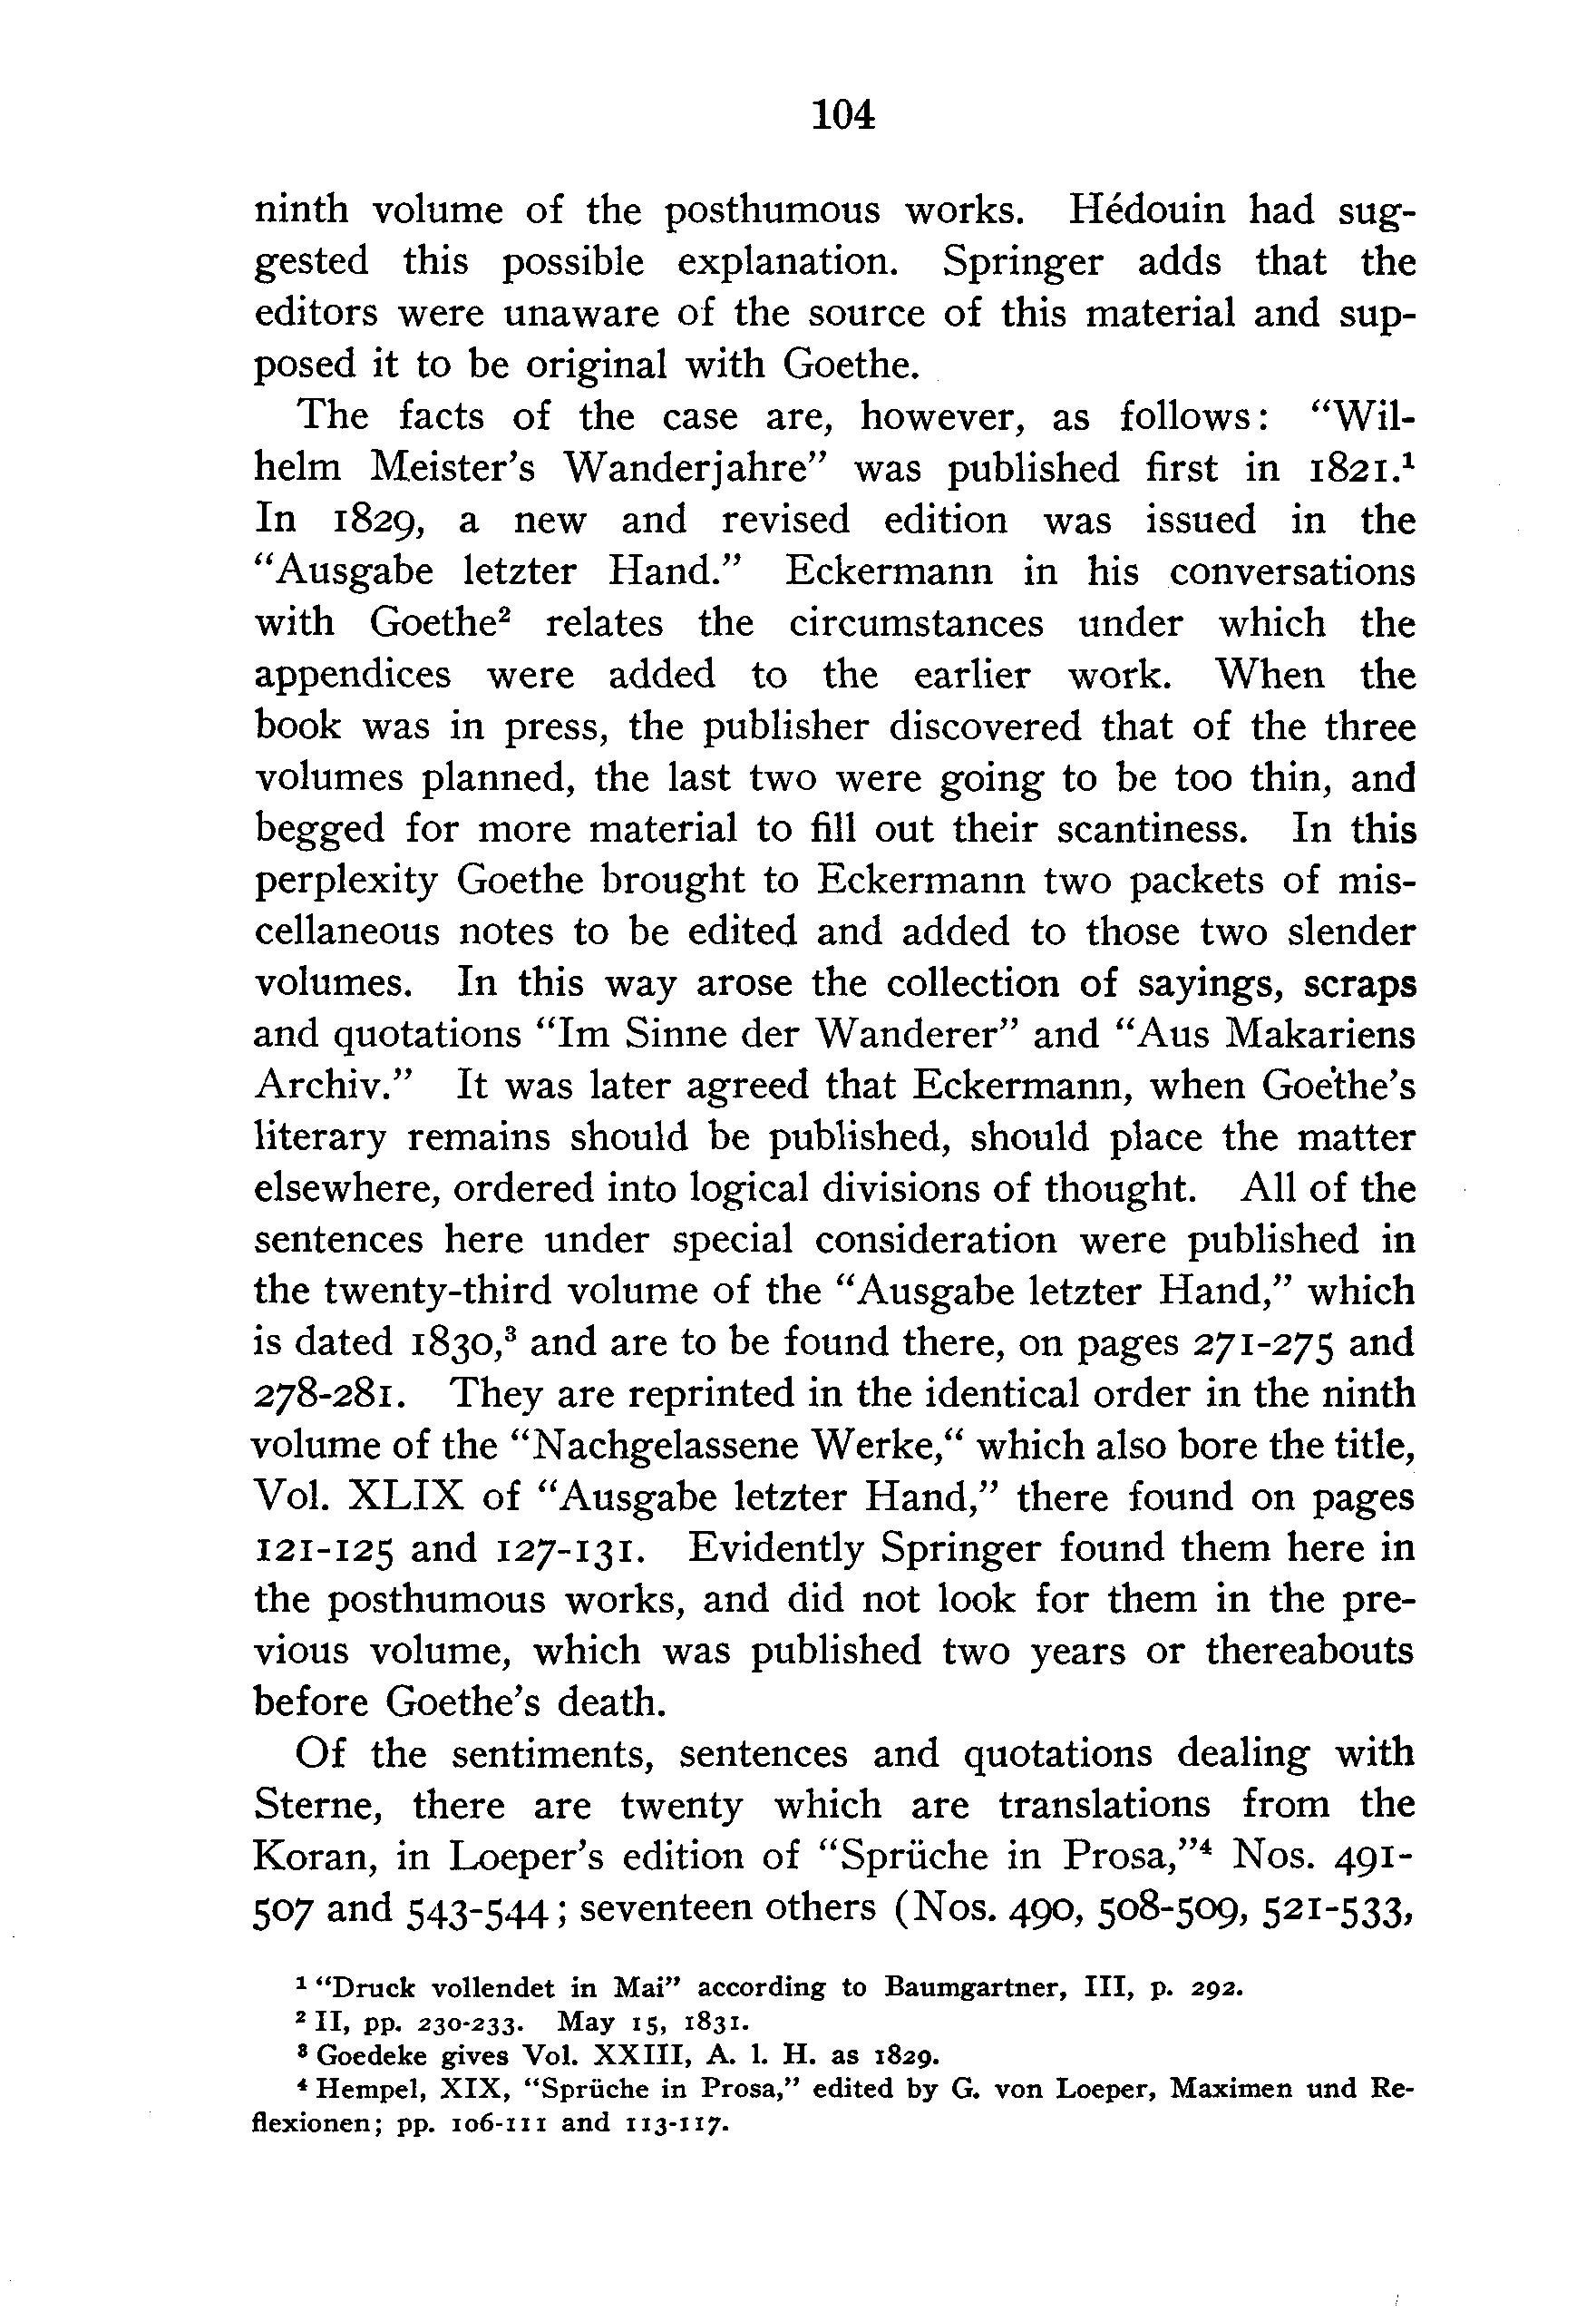 104
ninth volume of the posthumous works. Hédouin had sug-
gested this possible explanation. Springer adds that the
editors were unaware of the source of this material and sup-
posed it to be original with Goethe.
The facts of the case are, however, as follows: “Wil-
helm Meister’s Wanderjahre” was published first in 1821.¹
In 1829, a new and revised edition was issued in the
“Ausgabe letzter Hand.” Eckermann in his conversations
with Goethe² relates the circumstances under which the
appendices were added to the earlier work. When the
book was in press, the publisher discovered that of the three
volumes planned, the last two were going to be too thin, and
begged for more material to fill out their scantiness. In this
perplexity Goethe brought to Eckermann two packets of mis-
cellaneous notes to be edited and added to those two slender
volumes. In this way arose the collection of sayings, scraps
and quotations “Im Sinne der Wanderer” and “Aus Makariens
Archiv.” It was later agreed that Eckermann, when Goethe’s
literary remains should be published, should place the matter
elsewhere, ordered into logical divisions of thought. All of the
sentences here under special consideration were published in
the twenty-third volume of the “Ausgabe letzter Hand,” which
is dated 1830,³ and are to be found there, on pages 271-275 and
278-281. They are reprinted in the identical order in the ninth
volume of the “Nachgelassene Werke,“ which also bore the title,
Vol. XLIX of “Ausgabe letzter Hand,” there found on pages
121-125 and 127-131. Evidently Springer found them here in
the posthumous works, and did not look for them in the pre-
vious volume, which was published two years or thereabouts
before Goethe’s death.
Of the sentiments, sentences and quotations dealing with
Sterne, there are twenty which are translations from the
Koran, in Loeper’s edition of “Sprüche in Prosa,”⁴ Nos. 491-
507 and 543-544; seventeen others (Nos. 490, 508-509, 521-533,
¹ “Druck vollendet in Mai” according to Baumgartner, III, p. 292.
² II, pp. 230-233. May 15, 1831.
³ Goedeke gives Vol. XXIII, A. l. H. as 1829.
⁴ Hempel, XIX, “Sprüche in Prosa,” edited by G. von Loeper, Maximen und Re-
flexionen; pp. 106-111 and 113-117.